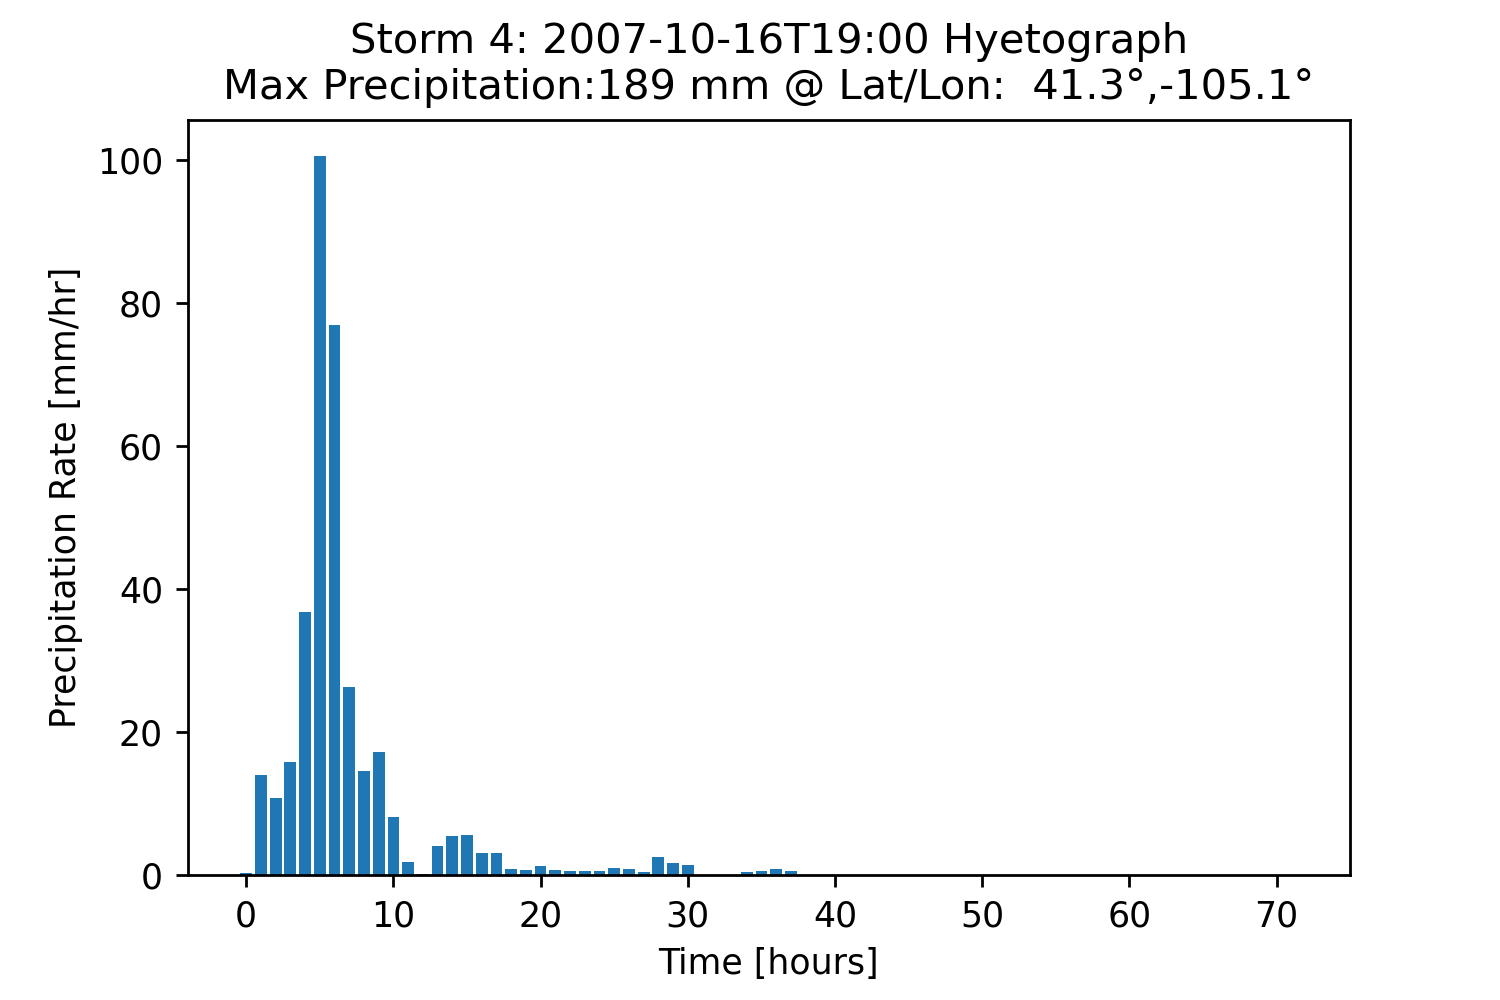 Storm 4: 2007-10-16T19:00 Hyetograph
Max Precipitation:189 mm @ Lat/Lon:  41.3°,-105.1°
Precipitation Rate [mm/hr]
100
80
60
40
20
0
0 10 20 30 40 50 60 70
Time [hours]